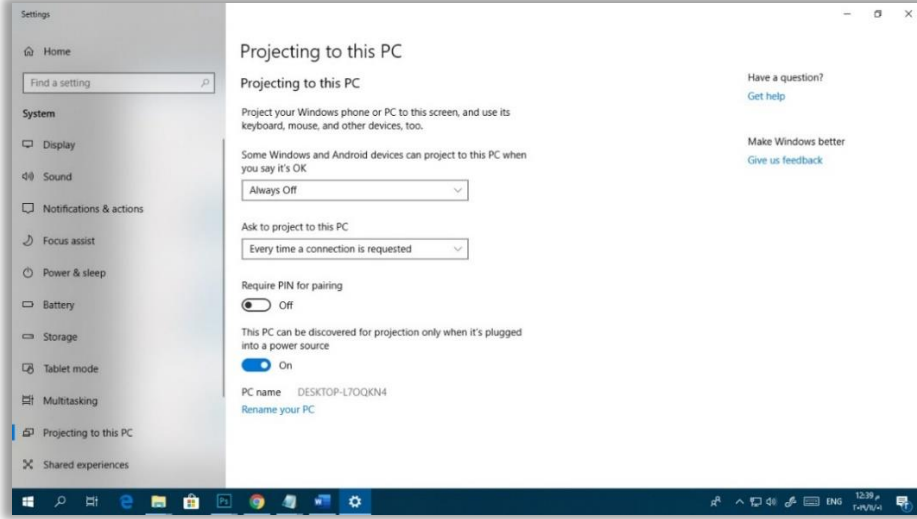 Settings
Home
Find a setting
System
Display
Sound
Notifications & actions
Focus assist
Power & sleep
Battery
Storage
Tablet mode
Multitasking
Projecting to this PC
Shared experiences
Projecting to this PC
Projecting to this PC
Project your Windows phone or PC to this screen, and use its
keyboard, mouse, and other devices, too.
Some Windows and Android devices can project to this PC when
you say it's OK
Always Off
Ask to project to this PC
Every time a connection is requested
Require PIN for pairing
Off
This PC can be discovered for projection only when it's plugged
into a power source
On
PC name DESKTOP-L7OQKN4
Rename your PC
Have a question?
Get help
Make Windows better
Give us feedback
Ps
ENG
12:39 م